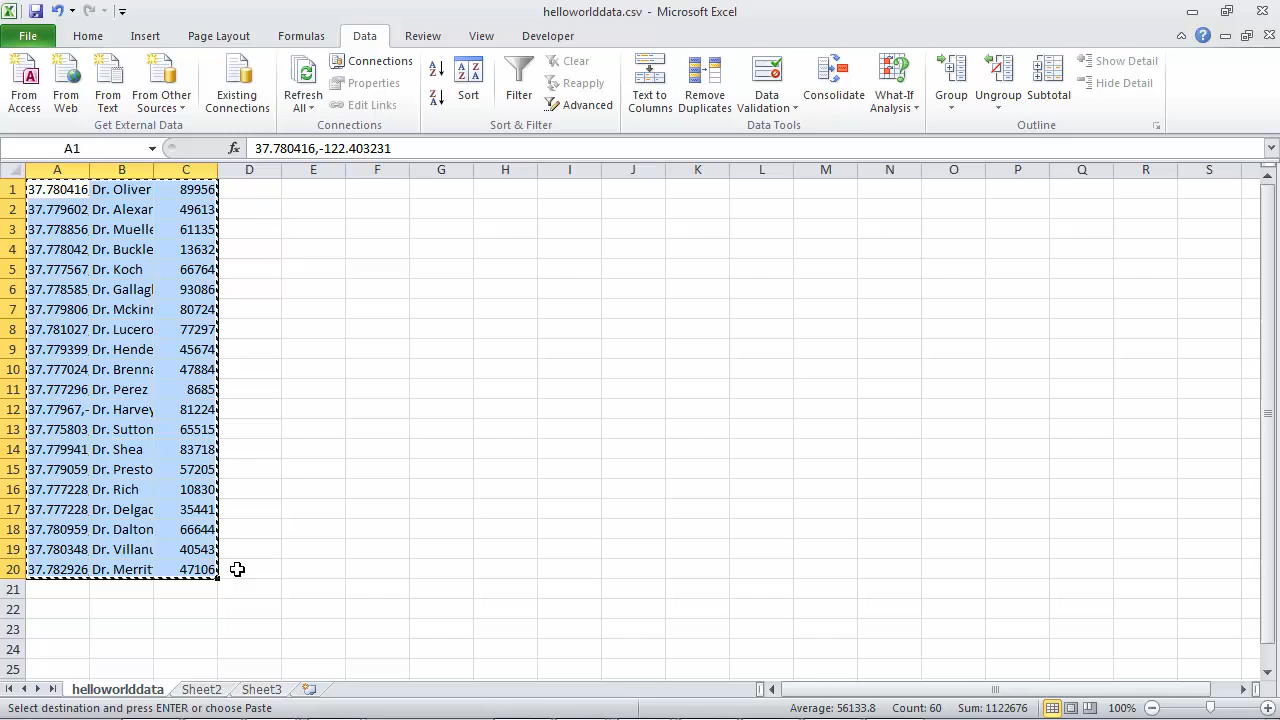 helloworlddata.csv - Microsoft Excel
File Home Insert Page Layout Formulas Data Review View Developer
From Access
From Web
From Text
From Other Sources
Existing Connections
Get External Data
Refresh All
Connections
Properties
Edit Links
Connections
Sort
Filter
Clear
Reapply
Advanced
Sort & Filter
Text to Columns
Remove Duplicates
Data Validation
Consolidate
What-If Analysis
Data Tools
Group
Ungroup
Subtotal
Show Detail
Hide Detail
Outline
A1 fx 37.780416,-122.403231
A B C D E F G H I J K L M N O P Q R S
1 37.780416 Dr. Oliver 89956
2 37.779602 Dr. Alexar 49613
3 37.778856 Dr. Muelle 61135
4 37.778042 Dr. Buckle 13632
5 37.777567 Dr. Koch 66764
6 37.778585 Dr. Gallagh 93086
7 37.779806 Dr. Mckinn 80724
8 37.781027 Dr. Lucero 77297
9 37.779399 Dr. Hende 45674
10 37.777024 Dr. Brenna 47884
11 37.777296 Dr. Perez 8685
12 37.77967,- Dr. Harvey 81224
13 37.775803 Dr. Sutton 65515
14 37.779941 Dr. Shea 83718
15 37.779059 Dr. Presto 57205
16 37.777228 Dr. Rich 10830
17 37.777228 Dr. Delgad 35441
18 37.780959 Dr. Dalton 66644
19 37.780348 Dr. Villanu 40543
20 37.782926 Dr. Merrit 47106
21
22
23
24
25
helloworlddata Sheet2 Sheet3
Select destination and press ENTER or choose Paste Average: 56133.8 Count: 60 Sum: 1122676 100%